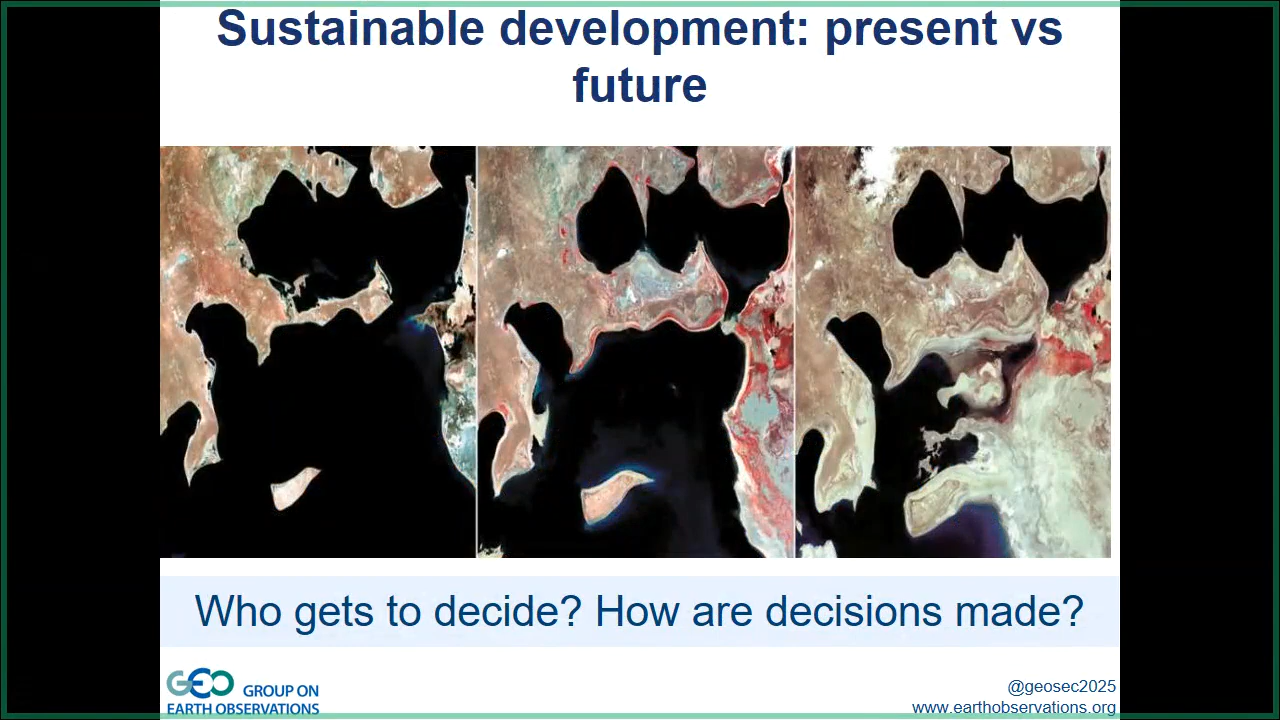 Sustainable development: present vs
future
Who gets to decide? How are decisions made?
GEO GROUP ON
EARTH OBSERVATIONS
@geosec2025
www.earthobservations.org